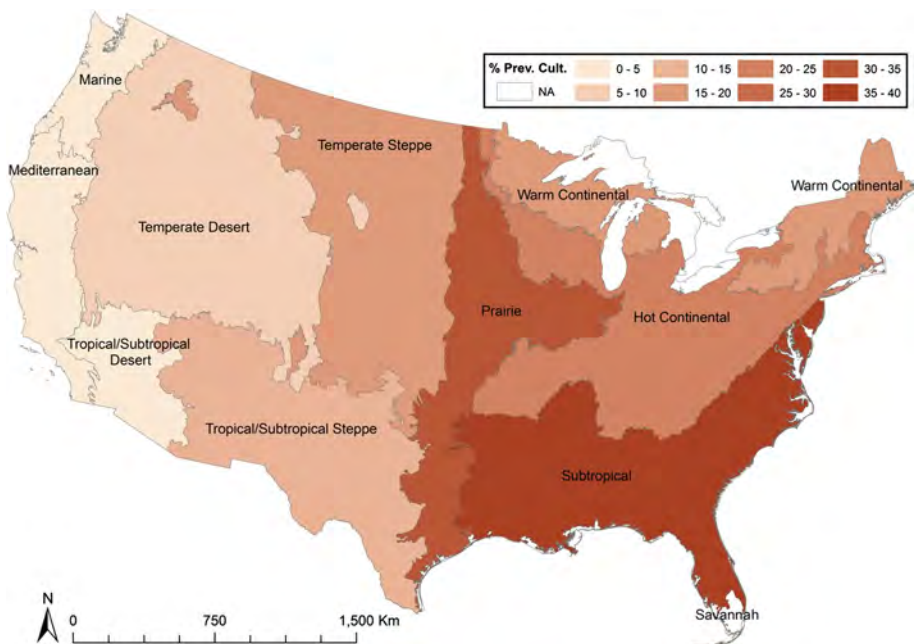 % Prev. Cult. 0 - 5 10 - 15 20 - 25 30 - 35
NA 5 - 10 15 - 20 25 - 30 35 - 40
Marine
Temperate Steppe
Mediterranean
Warm Continental
Warm Continental
Temperate Desert
Prairie
Hot Continental
Tropical/Subtropical
Desert
Tropical/Subtropical Steppe
Subtropical
Savannah
N
0 750 1,500 Km